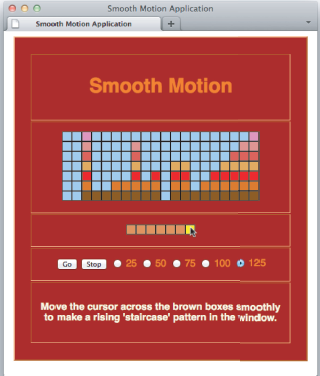 Smooth Motion Application
Smooth Motion Application
Smooth Motion
Go Stop 25 50 75 100 125
Move the cursor across the brown boxes smoothly
to make a rising 'staircase' pattern in the window.